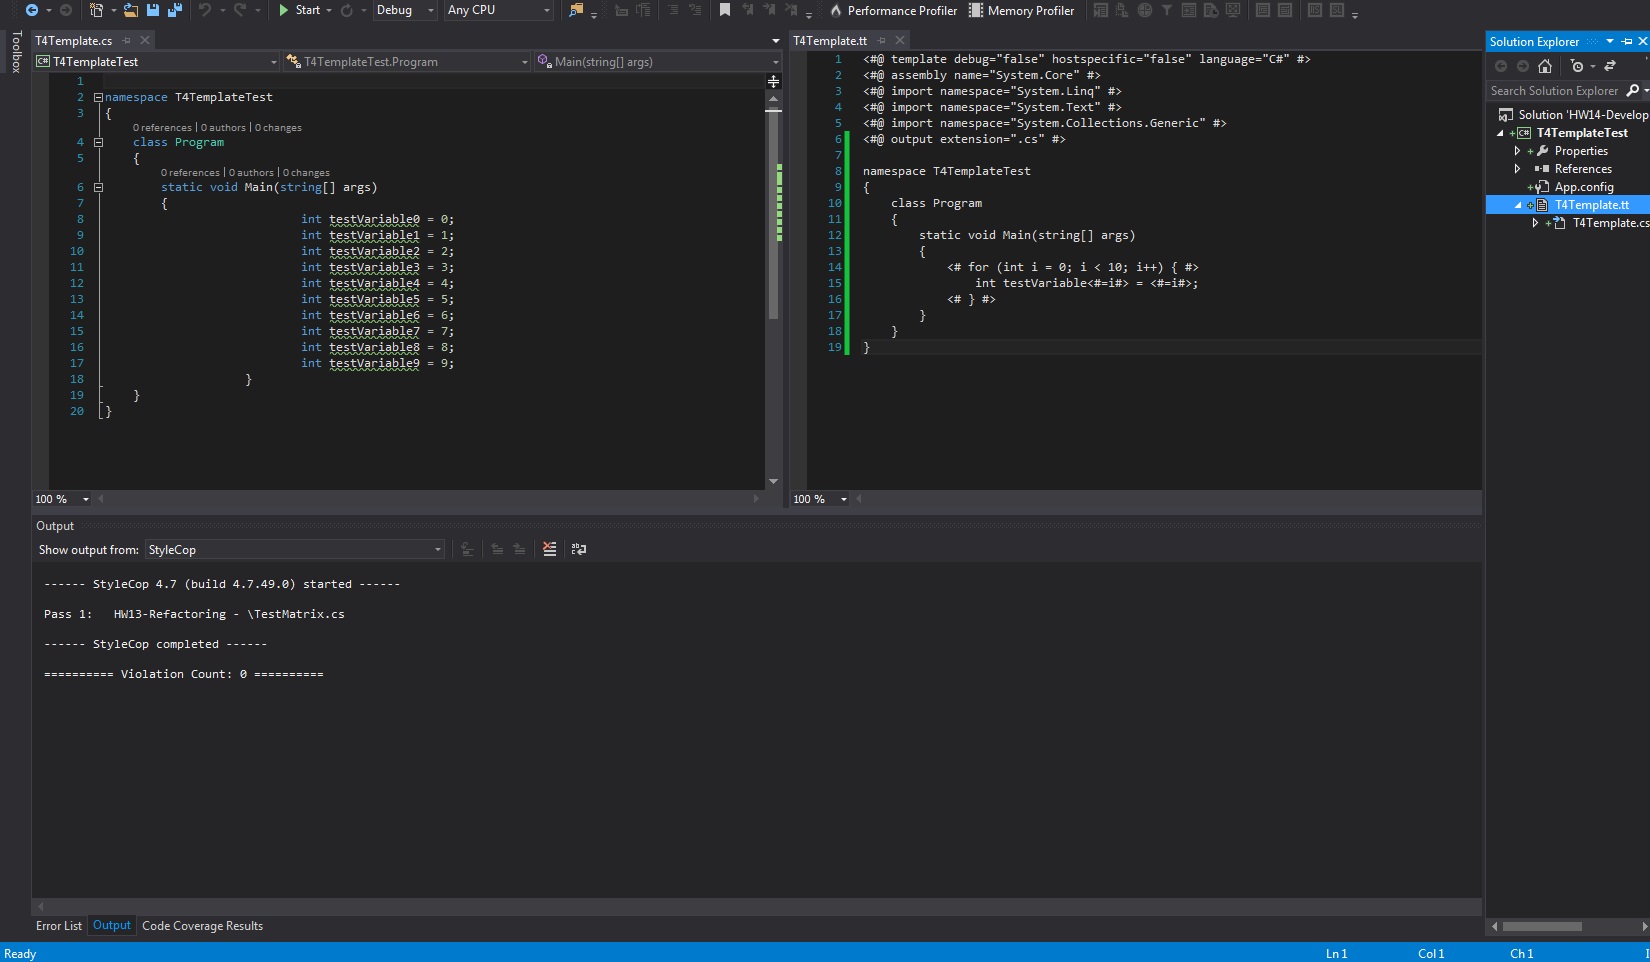 Start Debug Any CPU Performance Profiler Memory Profiler
Toolbox
T4Template.cs
T4TemplateTest T4TemplateTest.Program Main(string[] args)
1
2 namespace T4TemplateTest
3 {
0 references | 0 authors | 0 changes
4 class Program
5 {
0 references | 0 authors | 0 changes
6 static void Main(string[] args)
7 {
8 int testVariable0 = 0;
9 int testVariable1 = 1;
10 int testVariable2 = 2;
11 int testVariable3 = 3;
12 int testVariable4 = 4;
13 int testVariable5 = 5;
14 int testVariable6 = 6;
15 int testVariable7 = 7;
16 int testVariable8 = 8;
17 int testVariable9 = 9;
18 }
19 }
20 }
100 %
T4Template.tt
1 <#@ template debug="false" hostspecific="false" language="C#" #>
2 <#@ assembly name="System.Core" #>
3 <#@ import namespace="System.Linq" #>
4 <#@ import namespace="System.Text" #>
5 <#@ import namespace="System.Collections.Generic" #>
6 <#@ output extension=".cs" #>
7
8 namespace T4TemplateTest
9 {
10 class Program
11 {
12 static void Main(string[] args)
13 {
14 <# for (int i = 0; i < 10; i++) { #>
15 int testVariable<#=i#> = <#=i#>;
16 <# } #>
17 }
18 }
19 }
100 %
Solution Explorer
Search Solution Explorer
Solution 'HW14-Develop
T4TemplateTest
Properties
References
App.config
T4Template.tt
T4Template.cs
Output
Show output from: StyleCop
------ StyleCop 4.7 (build 4.7.49.0) started ------
Pass 1: HW13-Refactoring - \TestMatrix.cs
------ StyleCop completed ------
========== Violation Count: 0 ==========
Error List Output Code Coverage Results
Ready Ln 1 Col 1 Ch 1